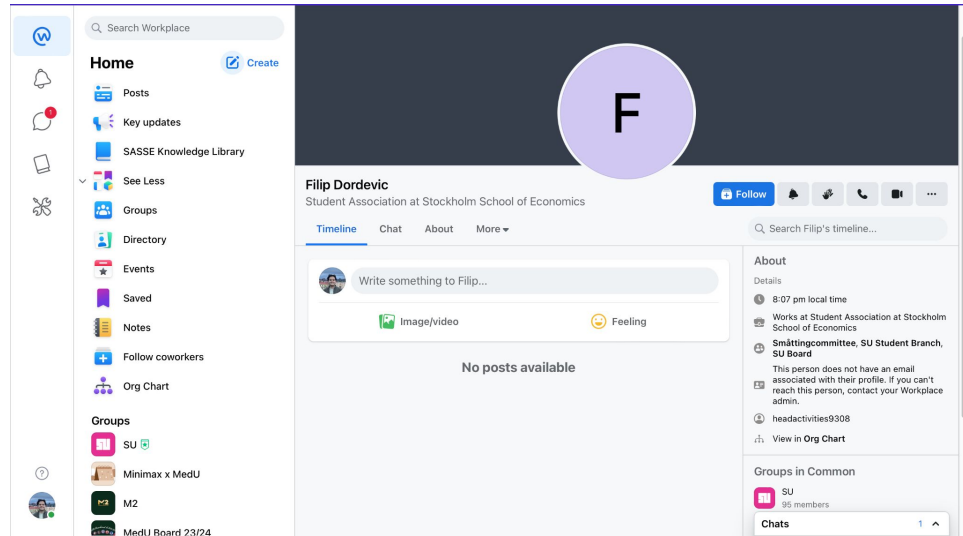 Search Workplace
Home
Create
1
Posts
Key updates
SASSE Knowledge Library
See Less
Groups
Directory
Events
Saved
Notes
Follow coworkers
Org Chart
Groups
SU
SU
Minimax x MedU
M2
M2
MedU Board 23/24
F
Filip Dordevic
Student Association at Stockholm School of Economics
Follow
Timeline
Chat
About
More
Search Filip's timeline...
Write something to Filip...
Image/video
Feeling
No posts available
About
Details
8:07 pm local time
Works at Student Association at Stockholm
School of Economics
Småttingcommittee, SU Student Branch,
SU Board
This person does not have an email
associated with their profile. If you can't
reach this person, contact your Workplace
admin.
headactivities9308
View in Org Chart
Groups in Common
SU
SU
95 members
Chats 1